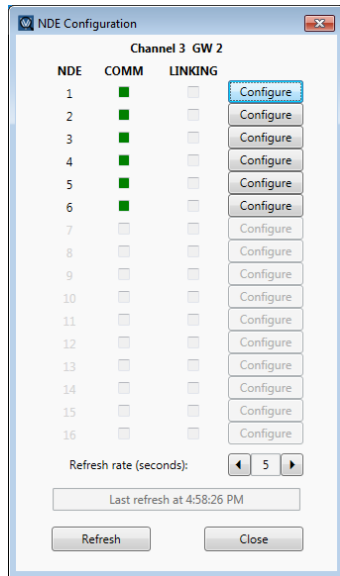 NDE Configuration
Channel 3 GW 2
NDE COMM LINKING
1 Configure
2 Configure
3 Configure
4 Configure
5 Configure
6 Configure
7 Configure
8 Configure
9 Configure
10 Configure
11 Configure
12 Configure
13 Configure
14 Configure
15 Configure
16 Configure
Refresh rate (seconds): 5
Last refresh at 4:58:26 PM
Refresh Close